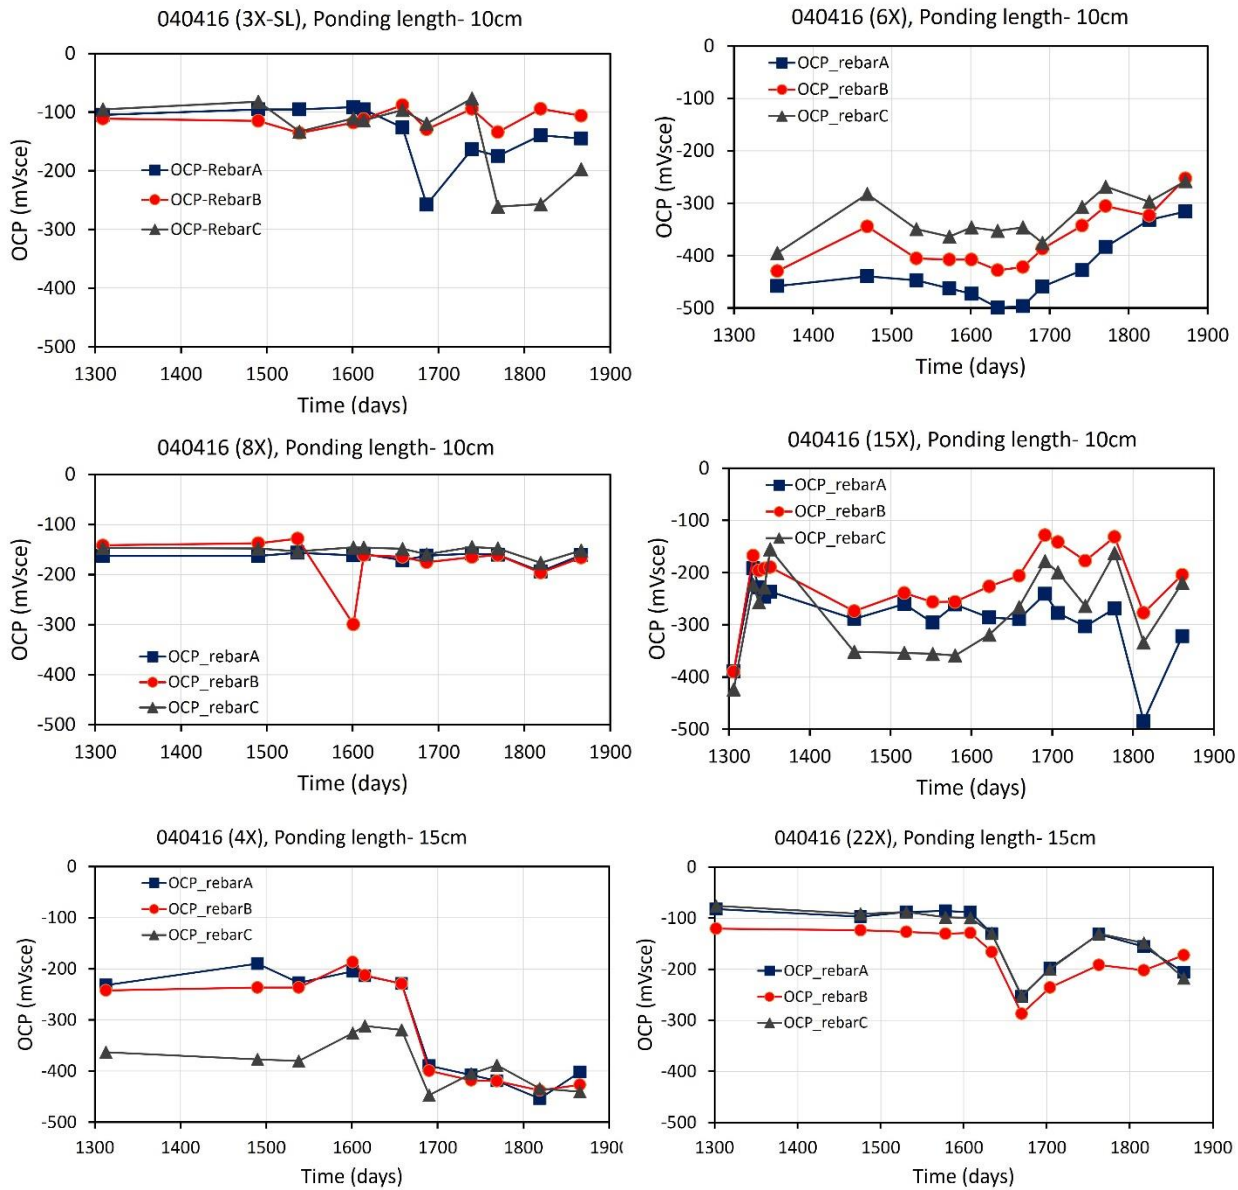 040416 (3X-SL), Ponding length- 10cm
0
-100
-200
-300
-400
-500
OCP (mVsce)
OCP-RebarA
OCP-RebarB
OCP-RebarC
1300 1400 1500 1600 1700 1800 1900
Time (days)
040416 (6X), Ponding length- 10cm
0
-100
-200
-300
-400
-500
OCP (mVsce)
OCP_rebarA
OCP_rebarB
OCP_rebarC
1300 1400 1500 1600 1700 1800 1900
Time (days)
040416 (8X), Ponding length- 10cm
0
-100
-200
-300
-400
-500
OCP (mVsce)
OCP_rebarA
OCP_rebarB
OCP_rebarC
1300 1400 1500 1600 1700 1800 1900
Time (days)
040416 (15X), Ponding length- 10cm
0
-100
-200
-300
-400
-500
OCP (mVsce)
OCP_rebarA
OCP_rebarB
OCP_rebarC
1300 1400 1500 1600 1700 1800 1900
Time (days)
040416 (4X), Ponding length- 15cm
0
-100
-200
-300
-400
-500
OCP (mVsce)
OCP_rebarA
OCP_rebarB
OCP_rebarC
1300 1400 1500 1600 1700 1800 1900
Time (days)
040416 (22X), Ponding length- 15cm
0
-100
-200
-300
-400
-500
OCP (mVsce)
OCP_rebarA
OCP_rebarB
OCP_rebarC
1300 1400 1500 1600 1700 1800 1900
Time (days)